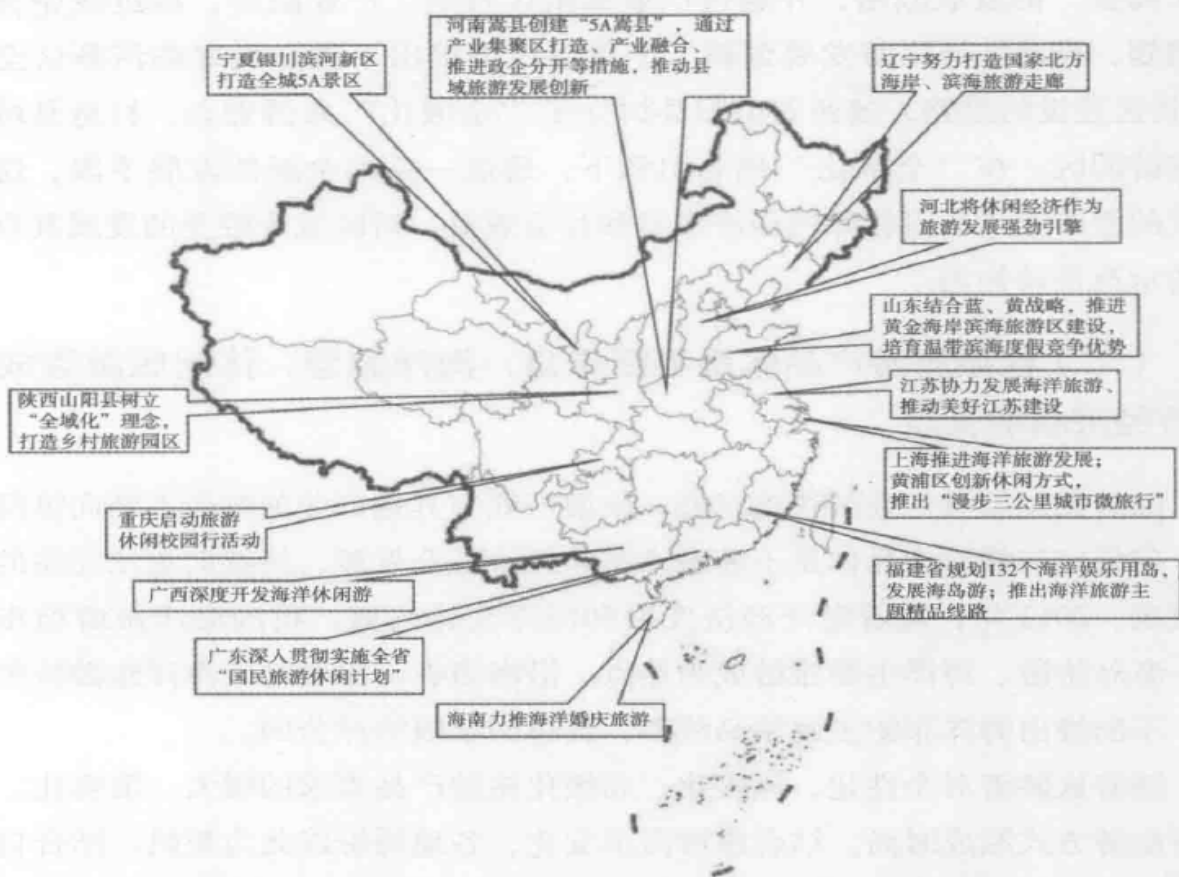 河南嵩县创建“5A嵩县”，通过
产业集聚区打造、产业融合、
推进政企分开等措施，推动县
域旅游发展创新
宁夏银川滨河新区
打造全城5A景区
辽宁努力打造国家北方
海岸、滨海旅游走廊
河北将休闲经济作为
旅游发展强劲引擎
山东结合蓝、黄战略，推进
黄金海岸滨海旅游区建设，
培育温带滨海度假竞争优势
江苏协力发展海洋旅游、
推动美好江苏建设
陕西山阳县树立
“全域化”理念，
打造乡村旅游园区
上海推进海洋旅游发展；
黄浦区创新休闲方式，
推出“漫步三公里城市微旅行”
重庆启动旅游
休闲校园行活动
福建省规划132个海洋娱乐用岛、
发展海岛游；推出海洋旅游主
题精品线路
广西深度开发海洋休闲游
广东深入贯彻实施全省
“国民旅游休闲计划”
海南力推海洋婚庆旅游